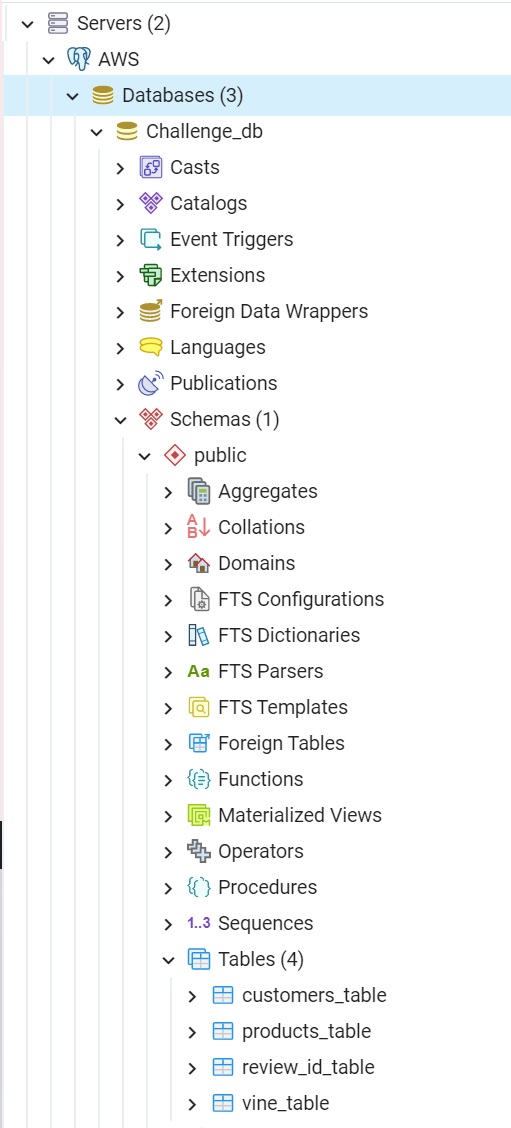 Servers (2)
AWS
Databases (3)
Challenge_db
Casts
Catalogs
Event Triggers
Extensions
Foreign Data Wrappers
Languages
Publications
Schemas (1)
public
Aggregates
A B Collations
Domains
FTS Configurations
FTS Dictionaries
Aa FTS Parsers
FTS Templates
Foreign Tables
Functions
Materialized Views
Operators
Procedures
1..3 Sequences
Tables (4)
customers_table
products_table
review_id_table
vine_table